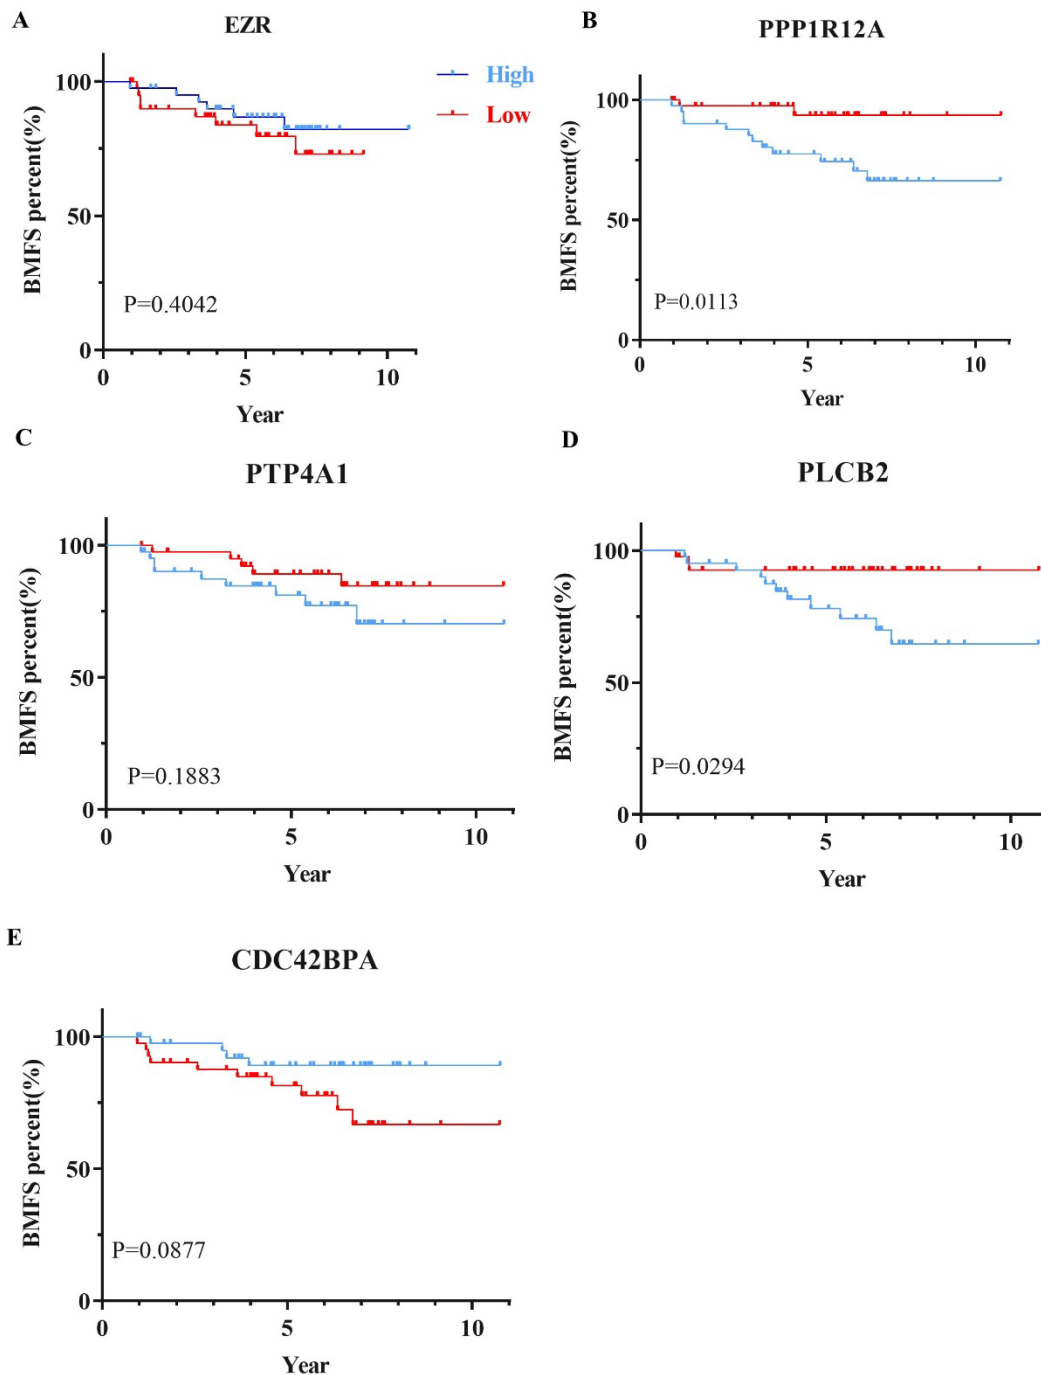 A
EZR
BMFS percent(%)
100
50
0
P=0.4042
0 5 10
Year
High
Low
B
PPP1R12A
BMFS percent(%)
100
50
0
P=0.0113
0 5 10
Year
C
PTP4A1
BMFS percent(%)
100
50
0
P=0.1883
0 5 10
Year
D
PLCB2
BMFS percent(%)
100
50
0
P=0.0294
0 5 10
Year
E
CDC42BPA
BMFS percent(%)
100
50
0
P=0.0877
0 5 10
Year